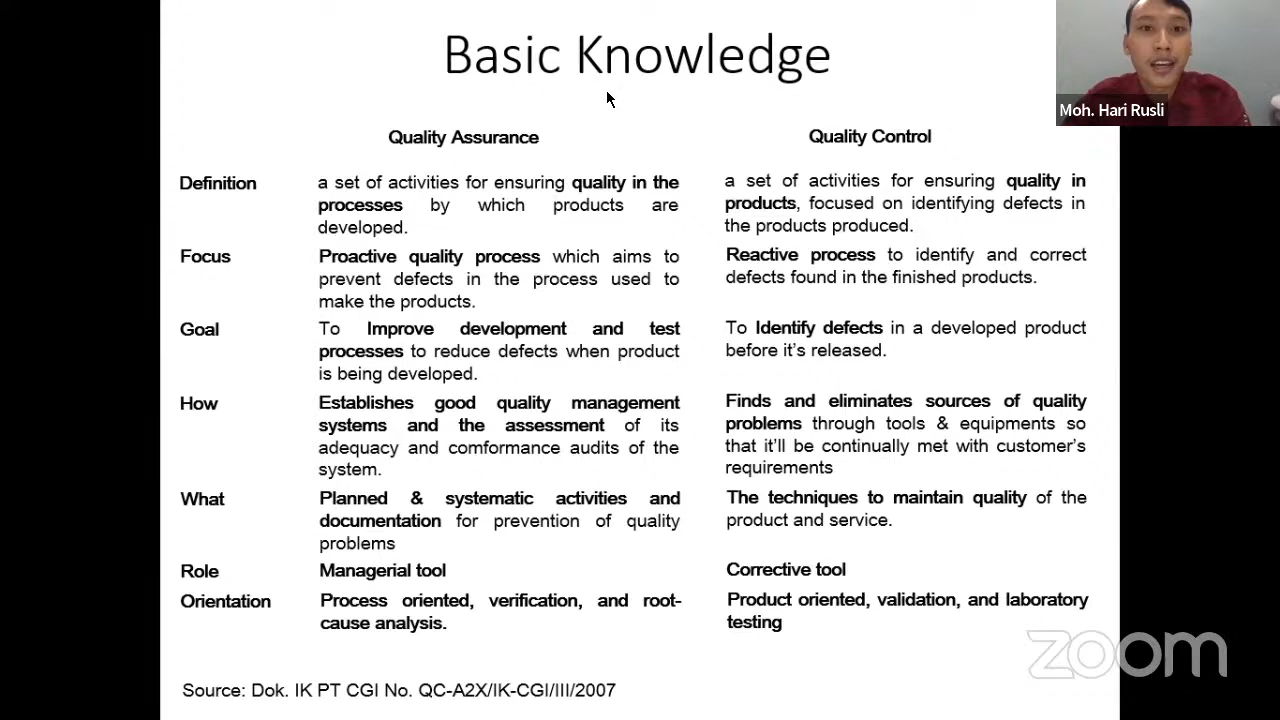 Basic Knowledge
Moh. Hari Rusli
Quality Assurance
Quality Control
Definition
a set of activities for ensuring quality in the
processes by which products are
developed.
a set of activities for ensuring quality in
products, focused on identifying defects in
the products produced.
Focus
Proactive quality process which aims to
prevent defects in the process used to
make the products.
Reactive process to identify and correct
defects found in the finished products.
Goal
To Improve development and test
processes to reduce defects when product
is being developed.
To Identify defects in a developed product
before it's released.
How
Establishes good quality management
systems and the assessment of its
adequacy and comformance audits of the
system.
Finds and eliminates sources of quality
problems through tools & equipments so
that it'll be continually met with customer's
requirements
What
Planned & systematic activities and
documentation for prevention of quality
problems
The techniques to maintain quality of the
product and service.
Role
Managerial tool
Corrective tool
Orientation
Process oriented, verification, and root-
cause analysis.
Product oriented, validation, and laboratory
testing
zoom
Source: Dok. IK PT CGI No. QC-A2X/IK-CGI/III/2007